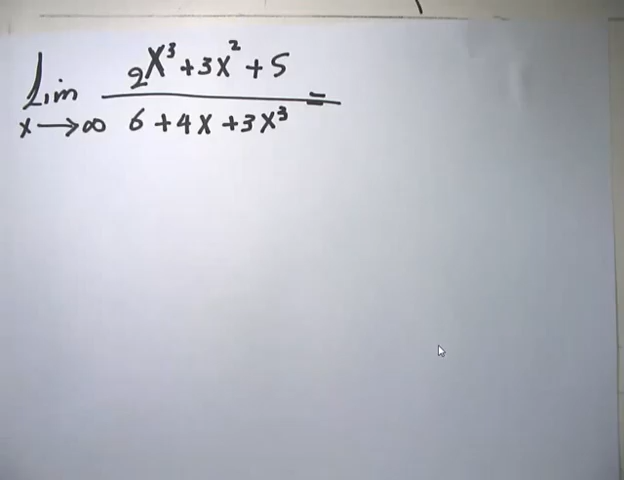 Lim 2x³+3x²+5 =
x→∞ 6+4x+3x³